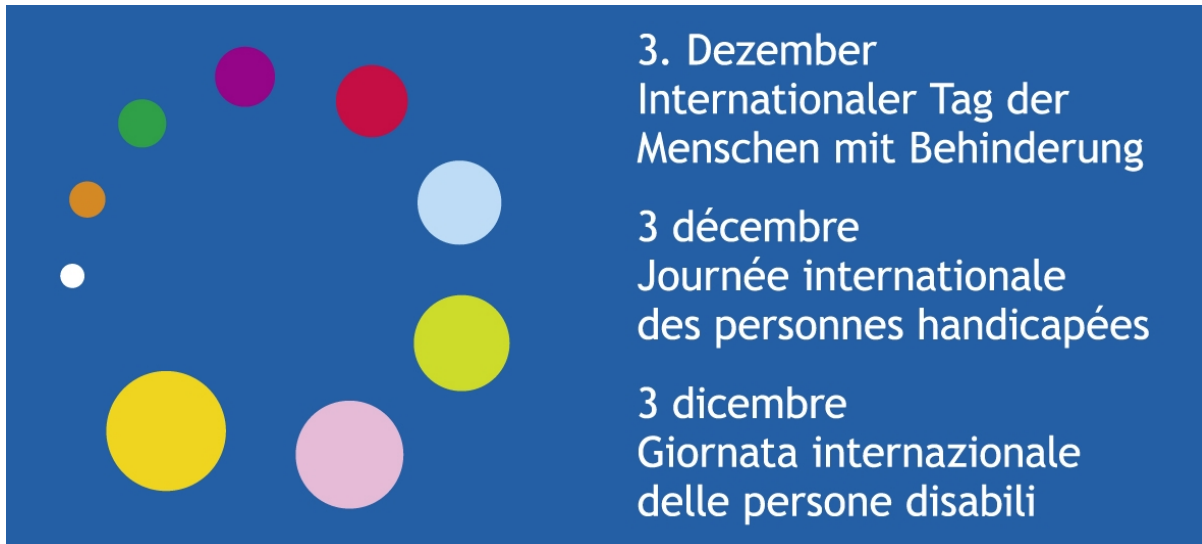 3. Dezember
Internationaler Tag der
Menschen mit Behinderung
3 décembre
Journée internationale
des personnes handicapées
3 dicembre
Giornata internazionale
delle persone disabili